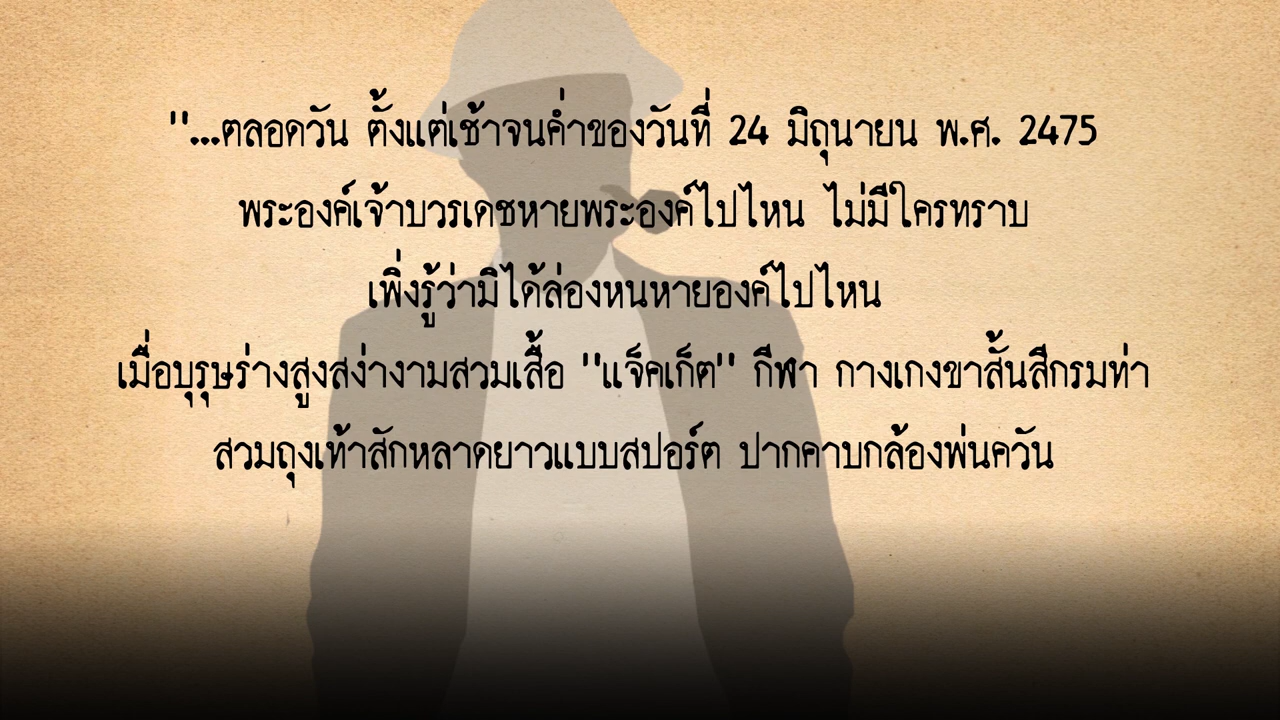 "...ตลอดวัน ตั้งแต่เช้าจนค่ำของวันที่ 24 มิถุนายน พ.ศ. 2475
พระองค์เจ้าบวรเดชหายพระองค์ไปไหน ไม่มีใครทราบ
เพิ่งรู้ว่ามิได้ล่องหนหายองค์ไปไหน
เมื่อบุรุษร่างสูงสง่างามสวมเสื้อ "แจ็คเก็ต" กีฬา กางเกงขาสั้นสีกรมท่า
สวมถุงเท้าสักหลาดยาวแบบสปอร์ต ปากคาบกล้องพ่นควัน